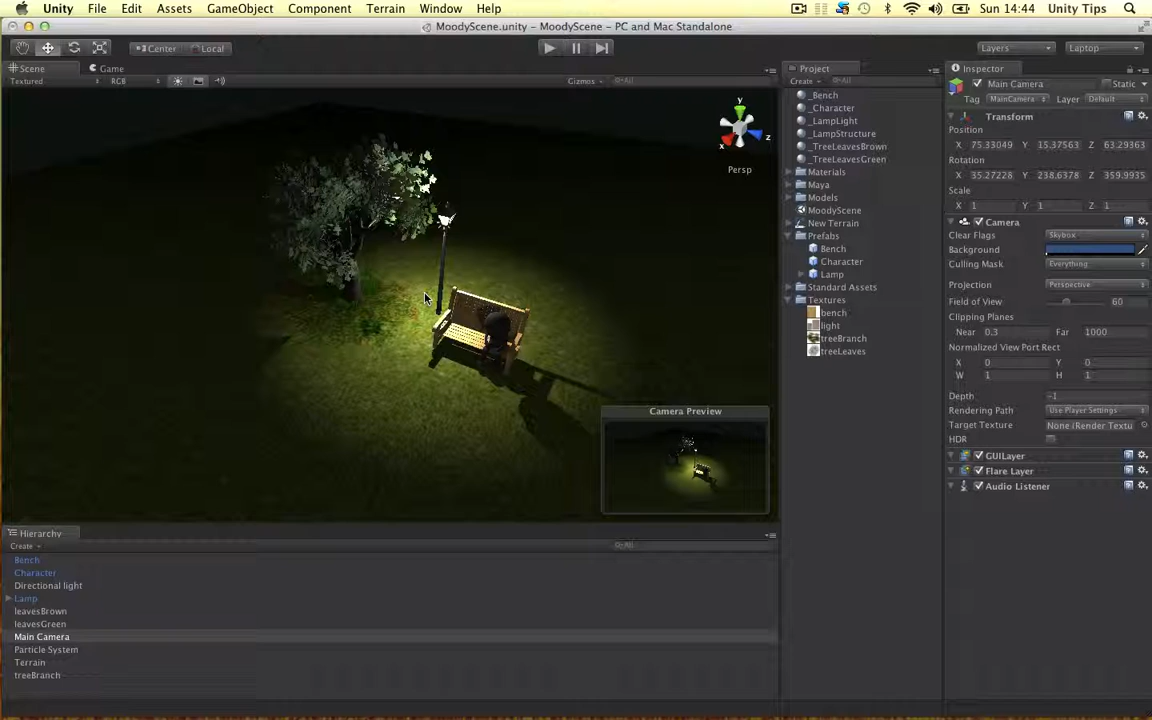 Unity File Edit Assets GameObject Component Terrain Window Help Sun 14:44 Unity Tips
MoodyScene.unity - MoodyScene - PC and Mac Standalone
Center Local Layers Laptop
Scene Game
Textured RGB Gizmos All
y
x
z
Persp
Camera Preview
Hierarchy
Create All
Bench
Character
Directional light
Lamp
leavesBrown
leavesGreen
Main Camera
Particle System
Terrain
treeBranch
Project
Create All
_Bench
_Character
_LampLight
_LampStructure
_TreeLeavesBrown
_TreeLeavesGreen
Materials
Maya
Models
MoodyScene
New Terrain
Prefabs
Bench
Character
Lamp
Standard Assets
Textures
bench
light
treeBranch
treeLeaves
Inspector
Main Camera Static
Tag MainCamera Layer Default
Transform
Position
X 75.33049 Y 15.37563 Z 63.29363
Rotation
X 35.27228 Y 238.6378 Z 359.9935
Scale
X 1 Y 1 Z 1
Camera
Clear Flags Skybox
Background
Culling Mask Everything
Projection Perspective
Field of View 60
Clipping Planes
Near 0.3 Far 1000
Normalized View Port Rect
X 0 Y 0
W 1 H 1
Depth -1
Rendering Path Use Player Settings
Target Texture None (Render Textu
HDR
GUILayer
Flare Layer
Audio Listener